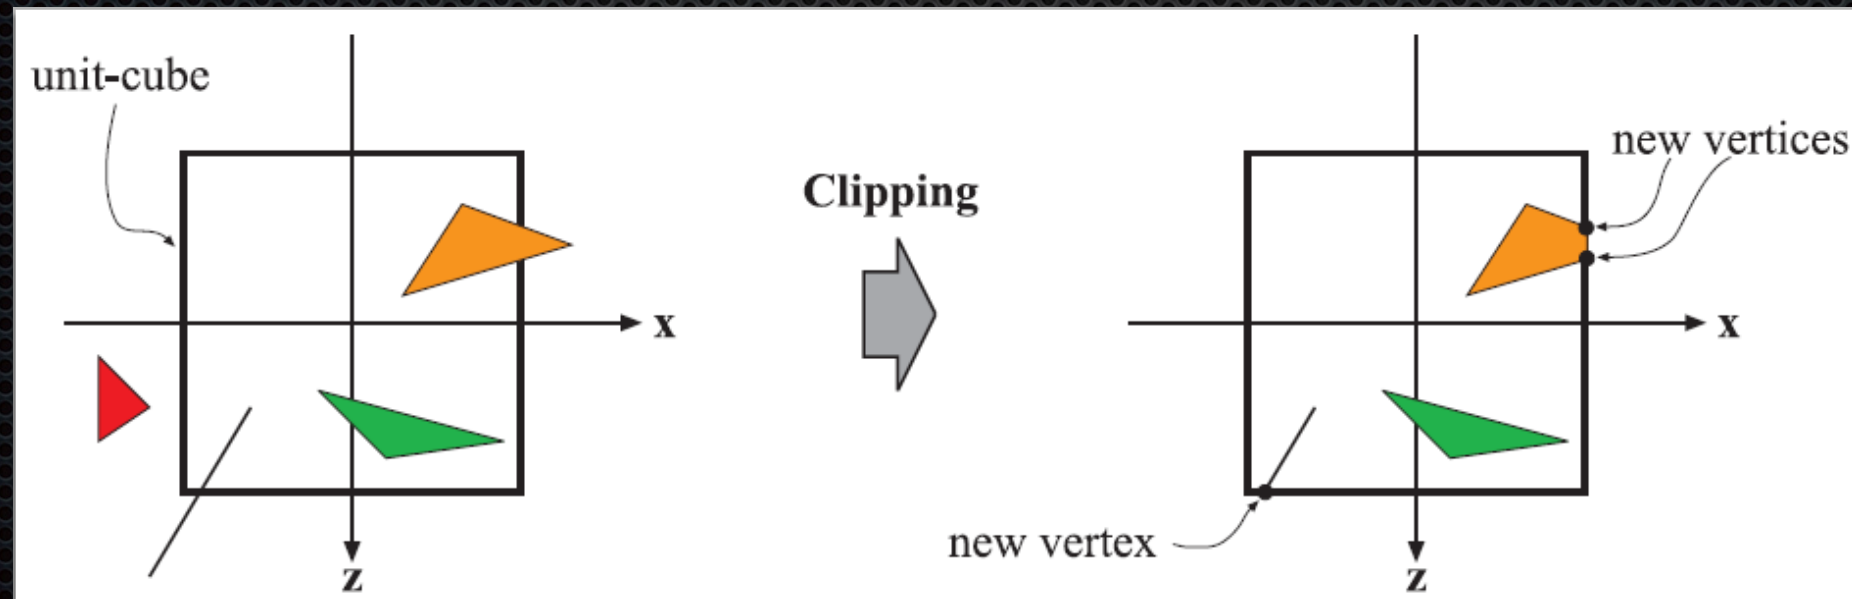 unit-cube
x
z
Clipping
new vertices
x
new vertex
z